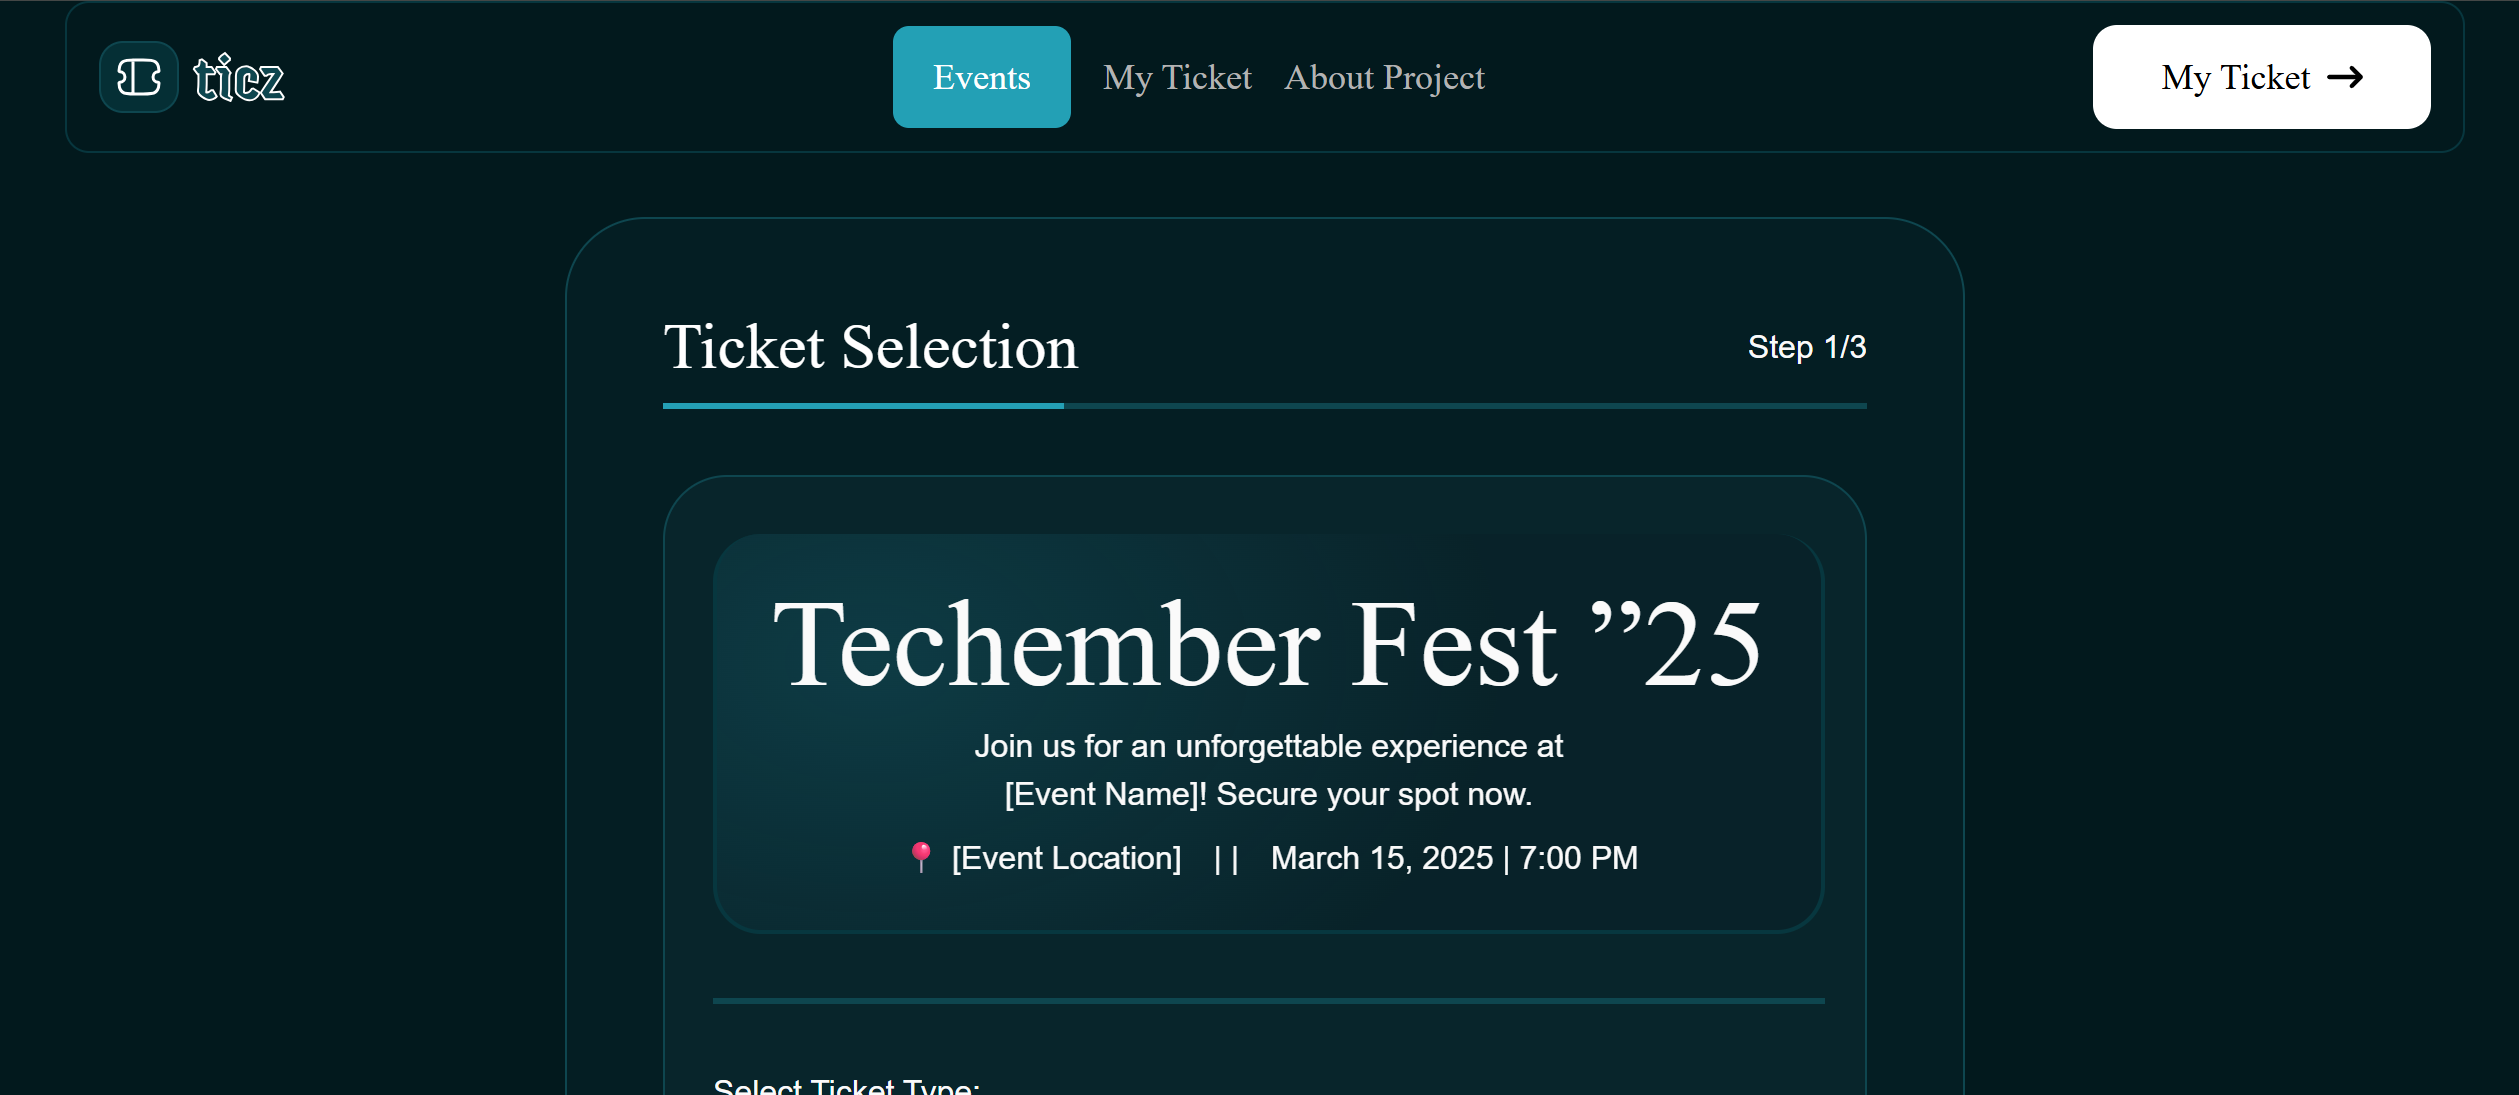 ticz
Events
My Ticket
About Project
My Ticket →
Ticket Selection
Step 1/3
Techember Fest ”25
Join us for an unforgettable experience at
[Event Name]! Secure your spot now.
📍 [Event Location] | | March 15, 2025 | 7:00 PM
Select Ticket Type: